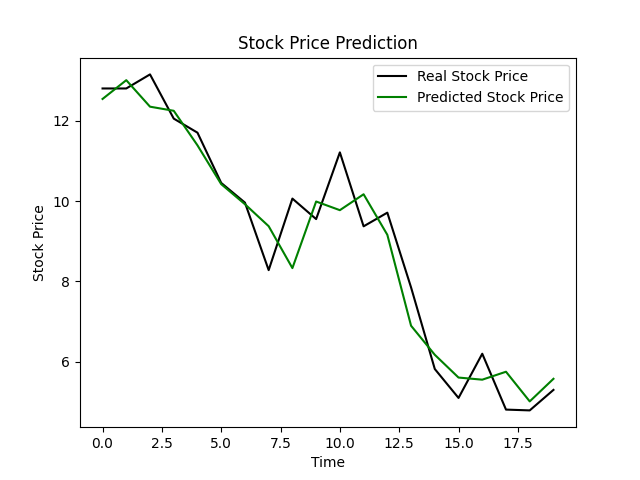 Stock Price Prediction
Real Stock Price
Predicted Stock Price
Stock Price
12
10
8
6
0.0 2.5 5.0 7.5 10.0 12.5 15.0 17.5
Time